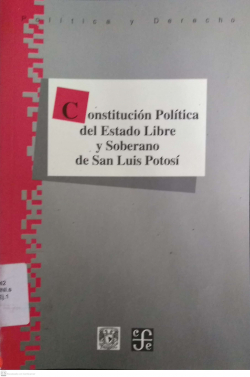 Política y Derecho
Constitución Política
del Estado Libre
y Soberano
de San Luis Potosí